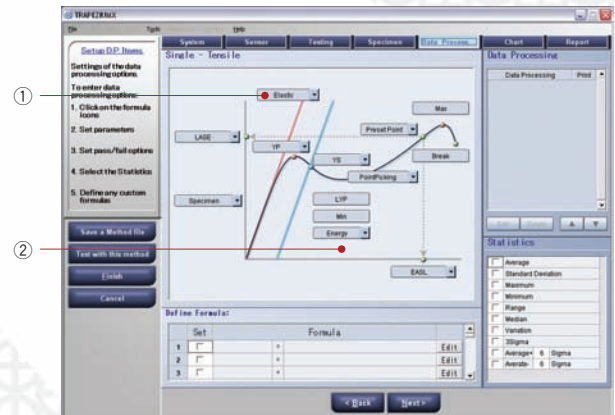 TRAPEZIUMX
File Tools Help
System Sensor Testing Specimen Data Process. Chart Report
Setup D.P. Items.
Settings of the data
processing options.
To enter data
processing options:
1. Click on the formula
icons
2. Set parameters
3. Set pass/fail options
4. Select the Statistics
5. Define any custom
formulas
Save a Method file
Test with this method
Finish
Cancel
Single - Tensile
①
Elastic
Max
Preset Point
LASE
YP
YS
Break
PointPicking
Specimen
LYP
Min
②
Energy
EASL
Define Formula:
Set Formula
1 = Edit
2 = Edit
3 = Edit
< Back Next >
Data Processing
Data Processing Print
Statistics
Average
Standard Deviation
Maximum
Minimum
Range
Median
Variation
3Sigma
Average+ 6 Sigma
Average- 6 Sigma